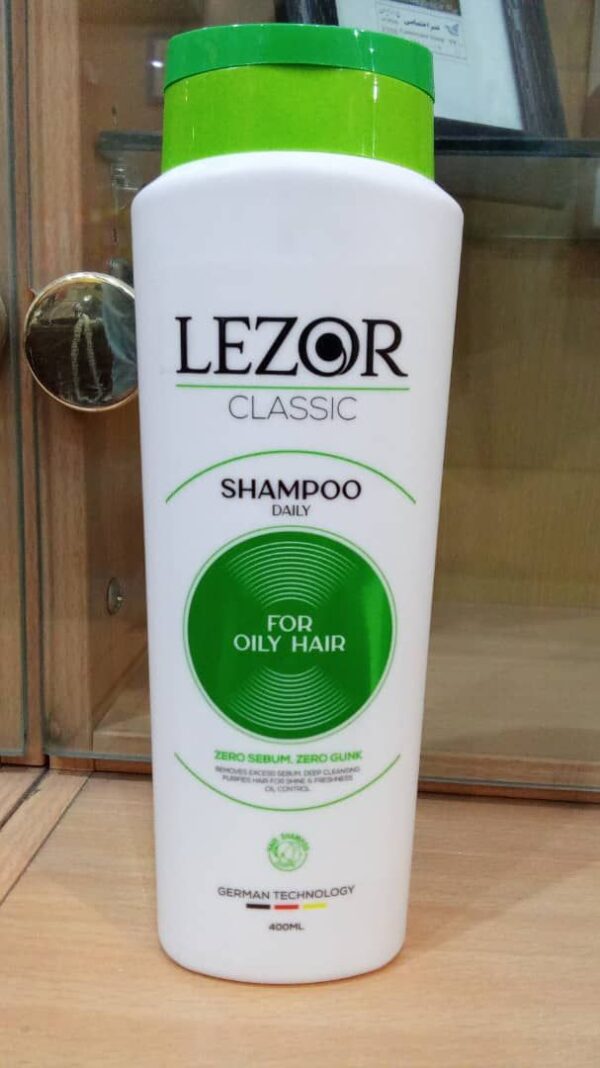 LEZOR
CLASSIC
SHAMPOO
DAILY
FOR
OILY HAIR
ZERO SEBUM, ZERO GUNK
REMOVES EXCESS SEBUM, DEEP CLEANSING
PURIFIES HAIR FOR SHINE & FRESHNESS
OIL CONTROL
GERMAN TECHNOLOGY
400ML